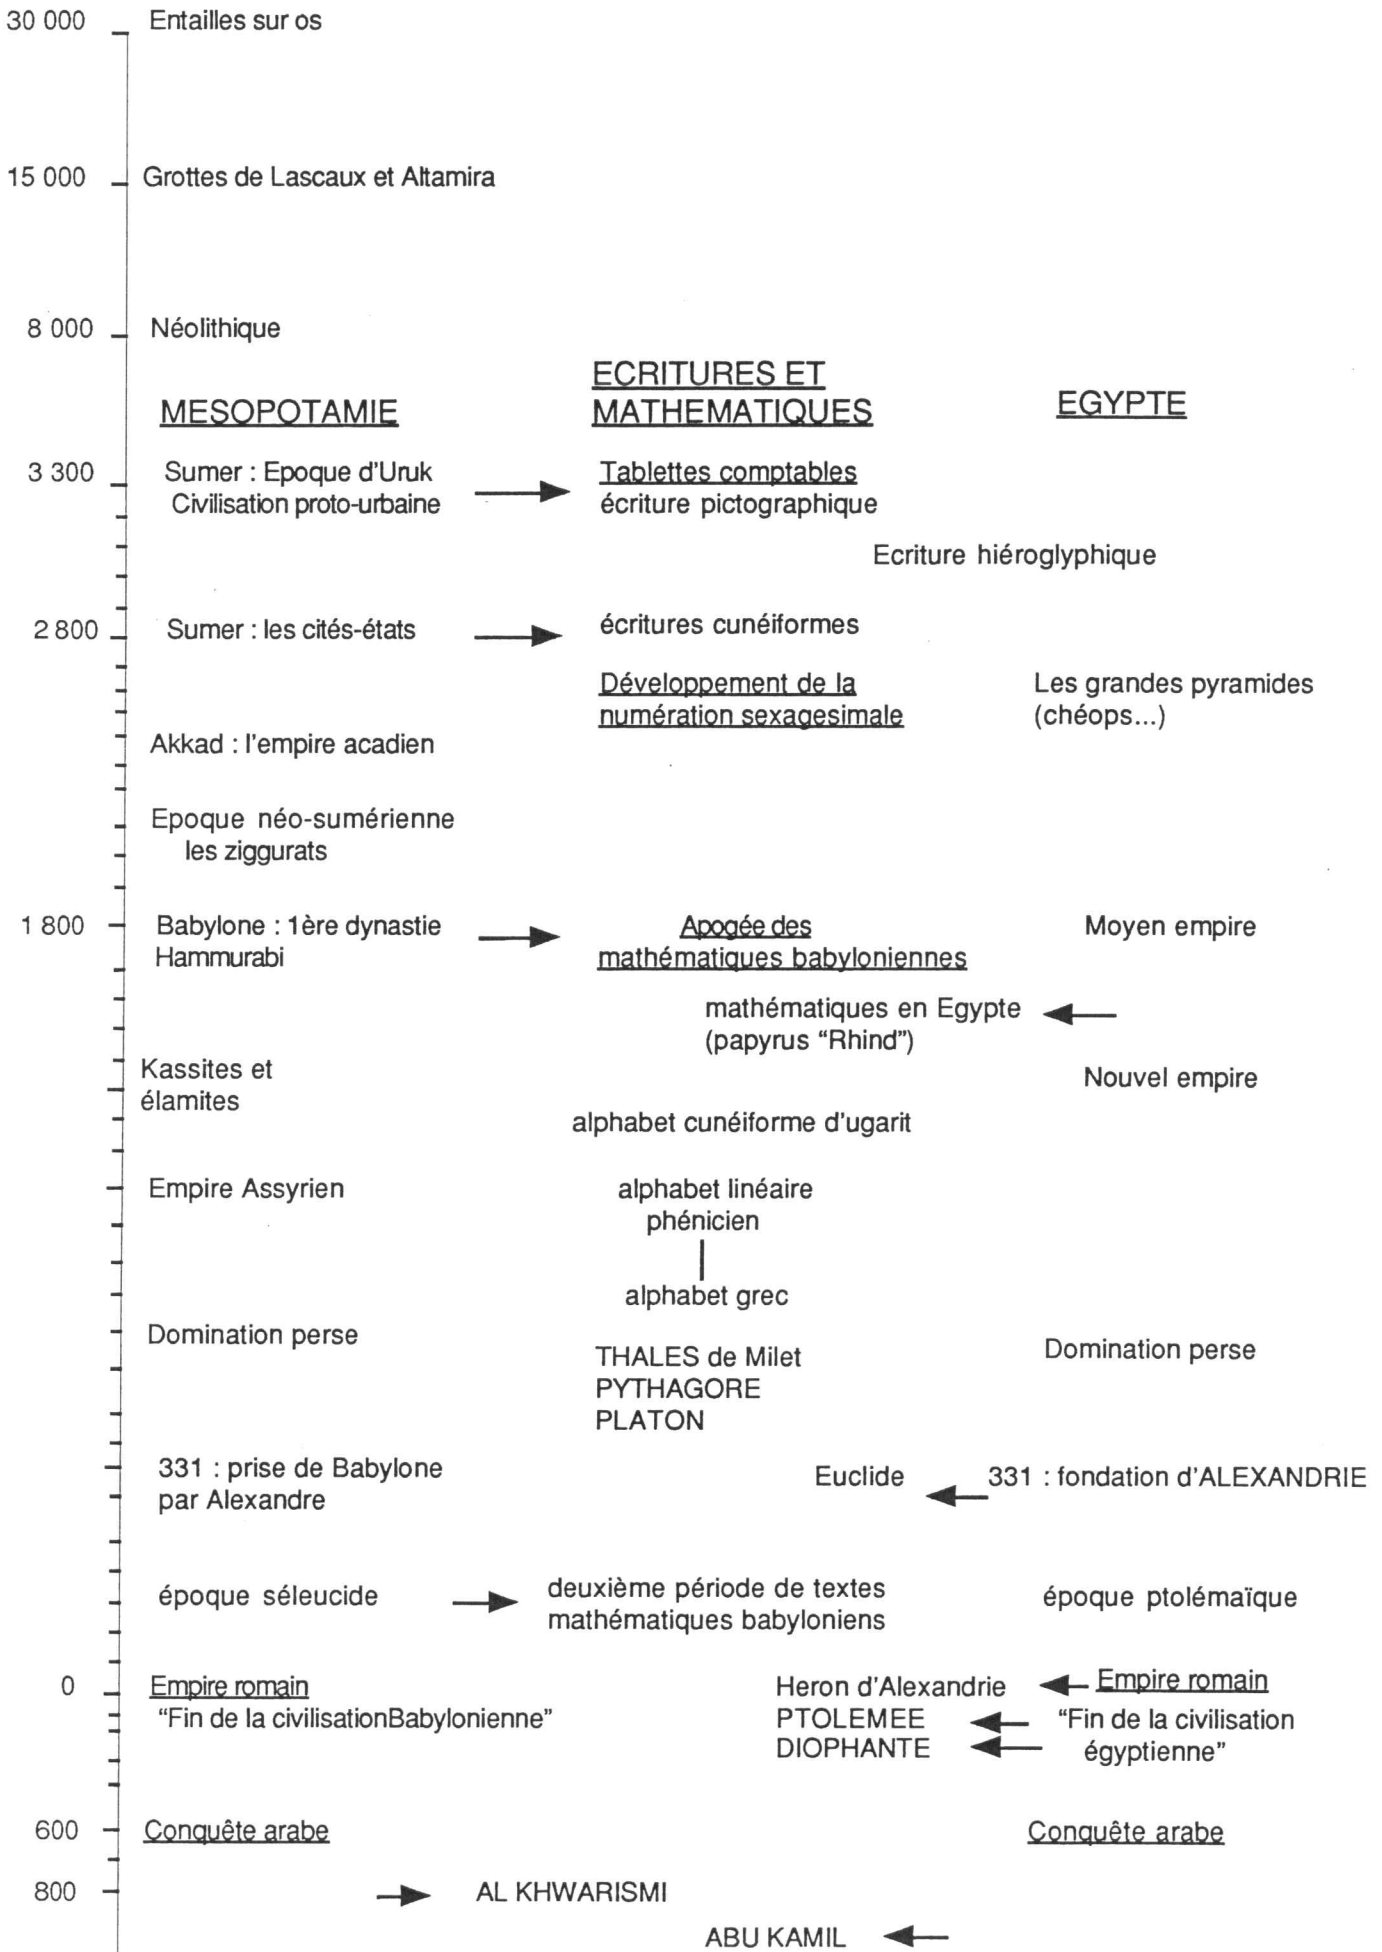 30 000 Entailles sur os
15 000 Grottes de Lascaux et Altamira
8 000 Néolithique
ECRITURES ET
MESOPOTAMIE MATHEMATIQUES EGYPTE
3 300 Sumer : Epoque d'Uruk Tablettes comptables
Civilisation proto-urbaine écriture pictographique
Ecriture hiéroglyphique
2 800 Sumer : les cités-états écritures cunéiformes
Développement de la Les grandes pyramides
numération sexagesimale (chéops...)
Akkad : l'empire acadien
Epoque néo-sumérienne
les ziggurats
1 800 Babylone : 1ère dynastie Apogée des Moyen empire
Hammurabi mathématiques babyloniennes
mathématiques en Egypte
(papyrus “Rhind”)
Kassites et Nouvel empire
élamites
alphabet cunéiforme d'ugarit
Empire Assyrien alphabet linéaire
phénicien
alphabet grec
Domination perse Domination perse
THALES de Milet
PYTHAGORE
PLATON
331 : prise de Babylone Euclide 331 : fondation d'ALEXANDRIE
par Alexandre
époque séleucide deuxième période de textes époque ptolémaïque
mathématiques babyloniens
0 Empire romain Heron d'Alexandrie Empire romain
“Fin de la civilisationBabylonienne” PTOLEMEE “Fin de la civilisation
DIOPHANTE égyptienne”
600 Conquête arabe Conquête arabe
800 AL KHWARISMI
ABU KAMIL